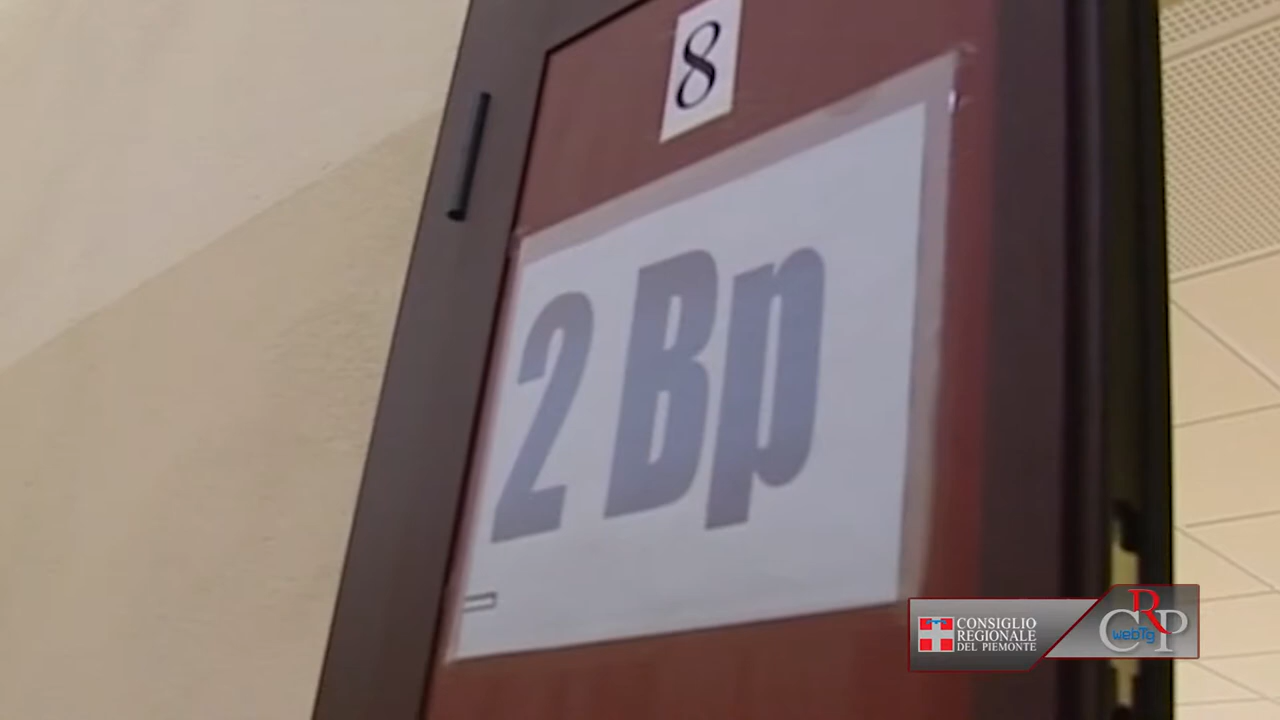 8
2 Bp
CONSIGLIO
REGIONALE
DEL PIEMONTE
CRP
webTg